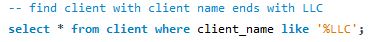 -- find client with client name ends with LLC
select * from client where client_name like '%LLC';